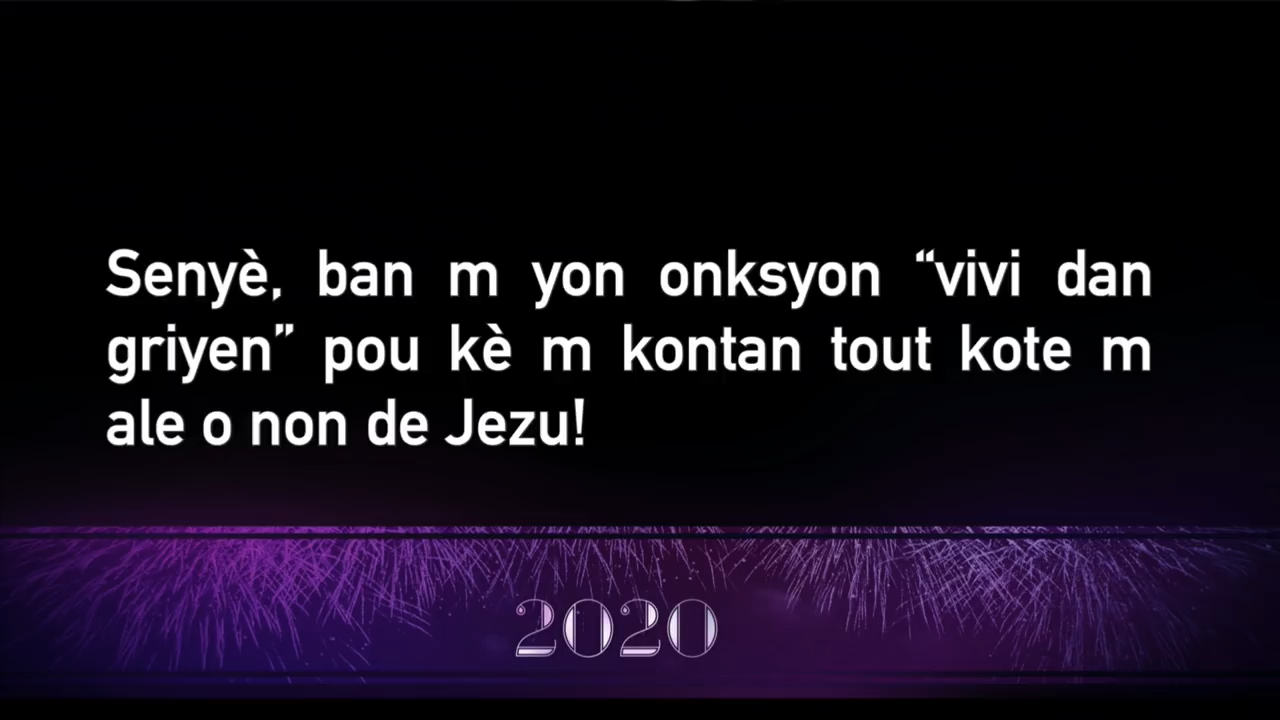 Senyè, ban m yon onksyon “vivi dan
griyen” pou kè m kontan tout kote m
ale o non de Jezu!
2020